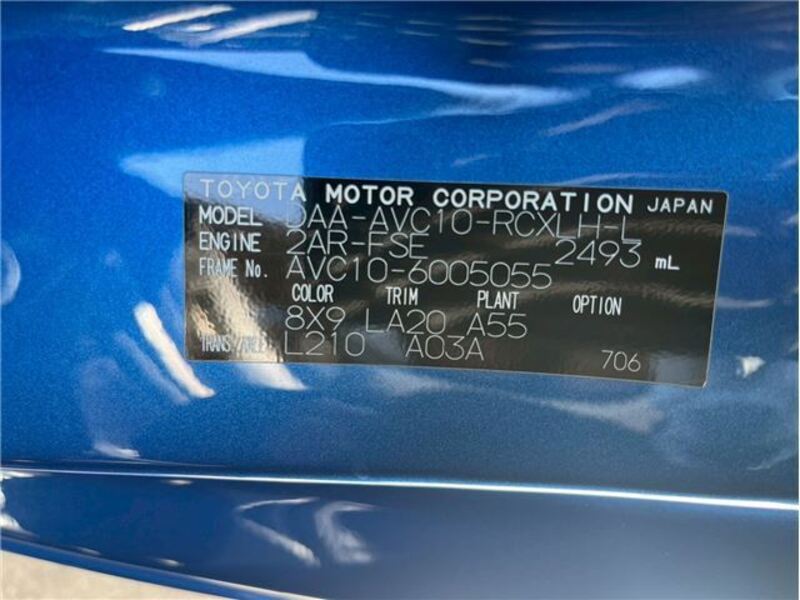 TOYOTA MOTOR CORPORATION JAPAN
MODEL DAA-AVC10-RCXLH-L
ENGINE 2AR-FSE 2493 mL
FRAME No. AVC10-6005055
COLOR TRIM PLANT OPTION
8X9 LA20 A55
TRANS/AXLE L210 A03A 706